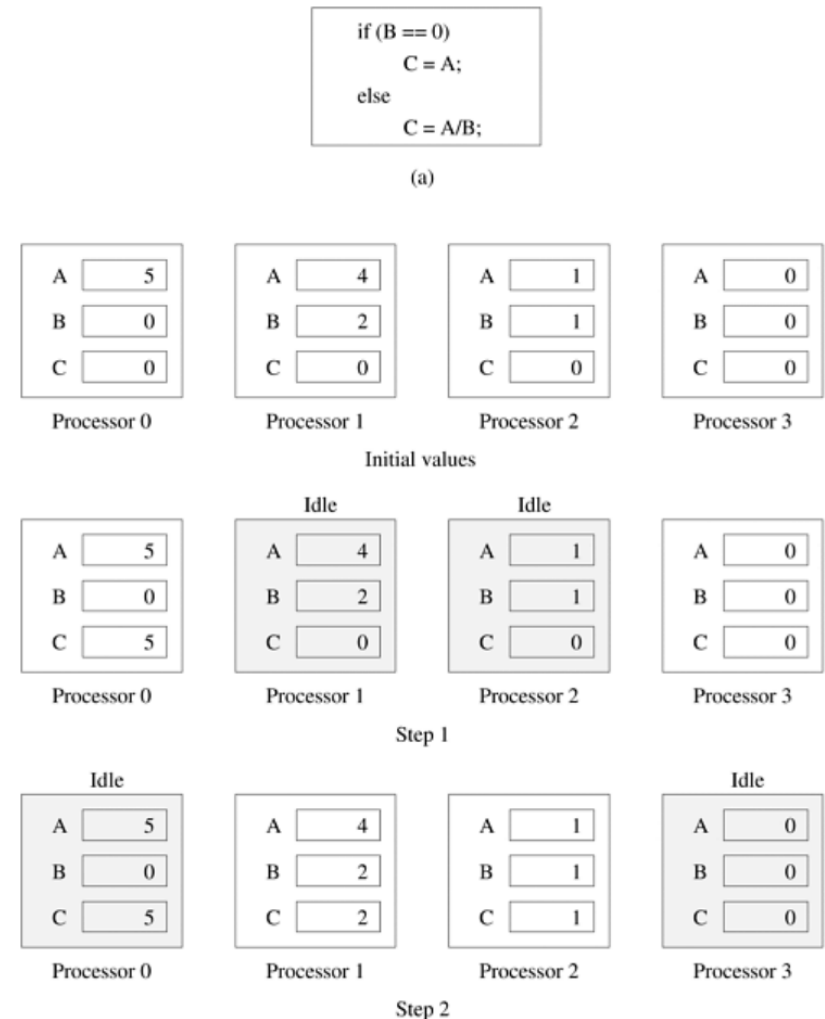 if (B == 0)
C = A;
else
C = A/B;
(a)
A 5 A 4 A 1 A 0
B 0 B 2 B 1 B 0
C 0 C 0 C 0 C 0
Processor 0 Processor 1 Processor 2 Processor 3
Initial values
Idle Idle
A 5 A 4 A 1 A 0
B 0 B 2 B 1 B 0
C 5 C 0 C 0 C 0
Processor 0 Processor 1 Processor 2 Processor 3
Step 1
Idle Idle
A 5 A 4 A 1 A 0
B 0 B 2 B 1 B 0
C 5 C 2 C 1 C 0
Processor 0 Processor 1 Processor 2 Processor 3
Step 2